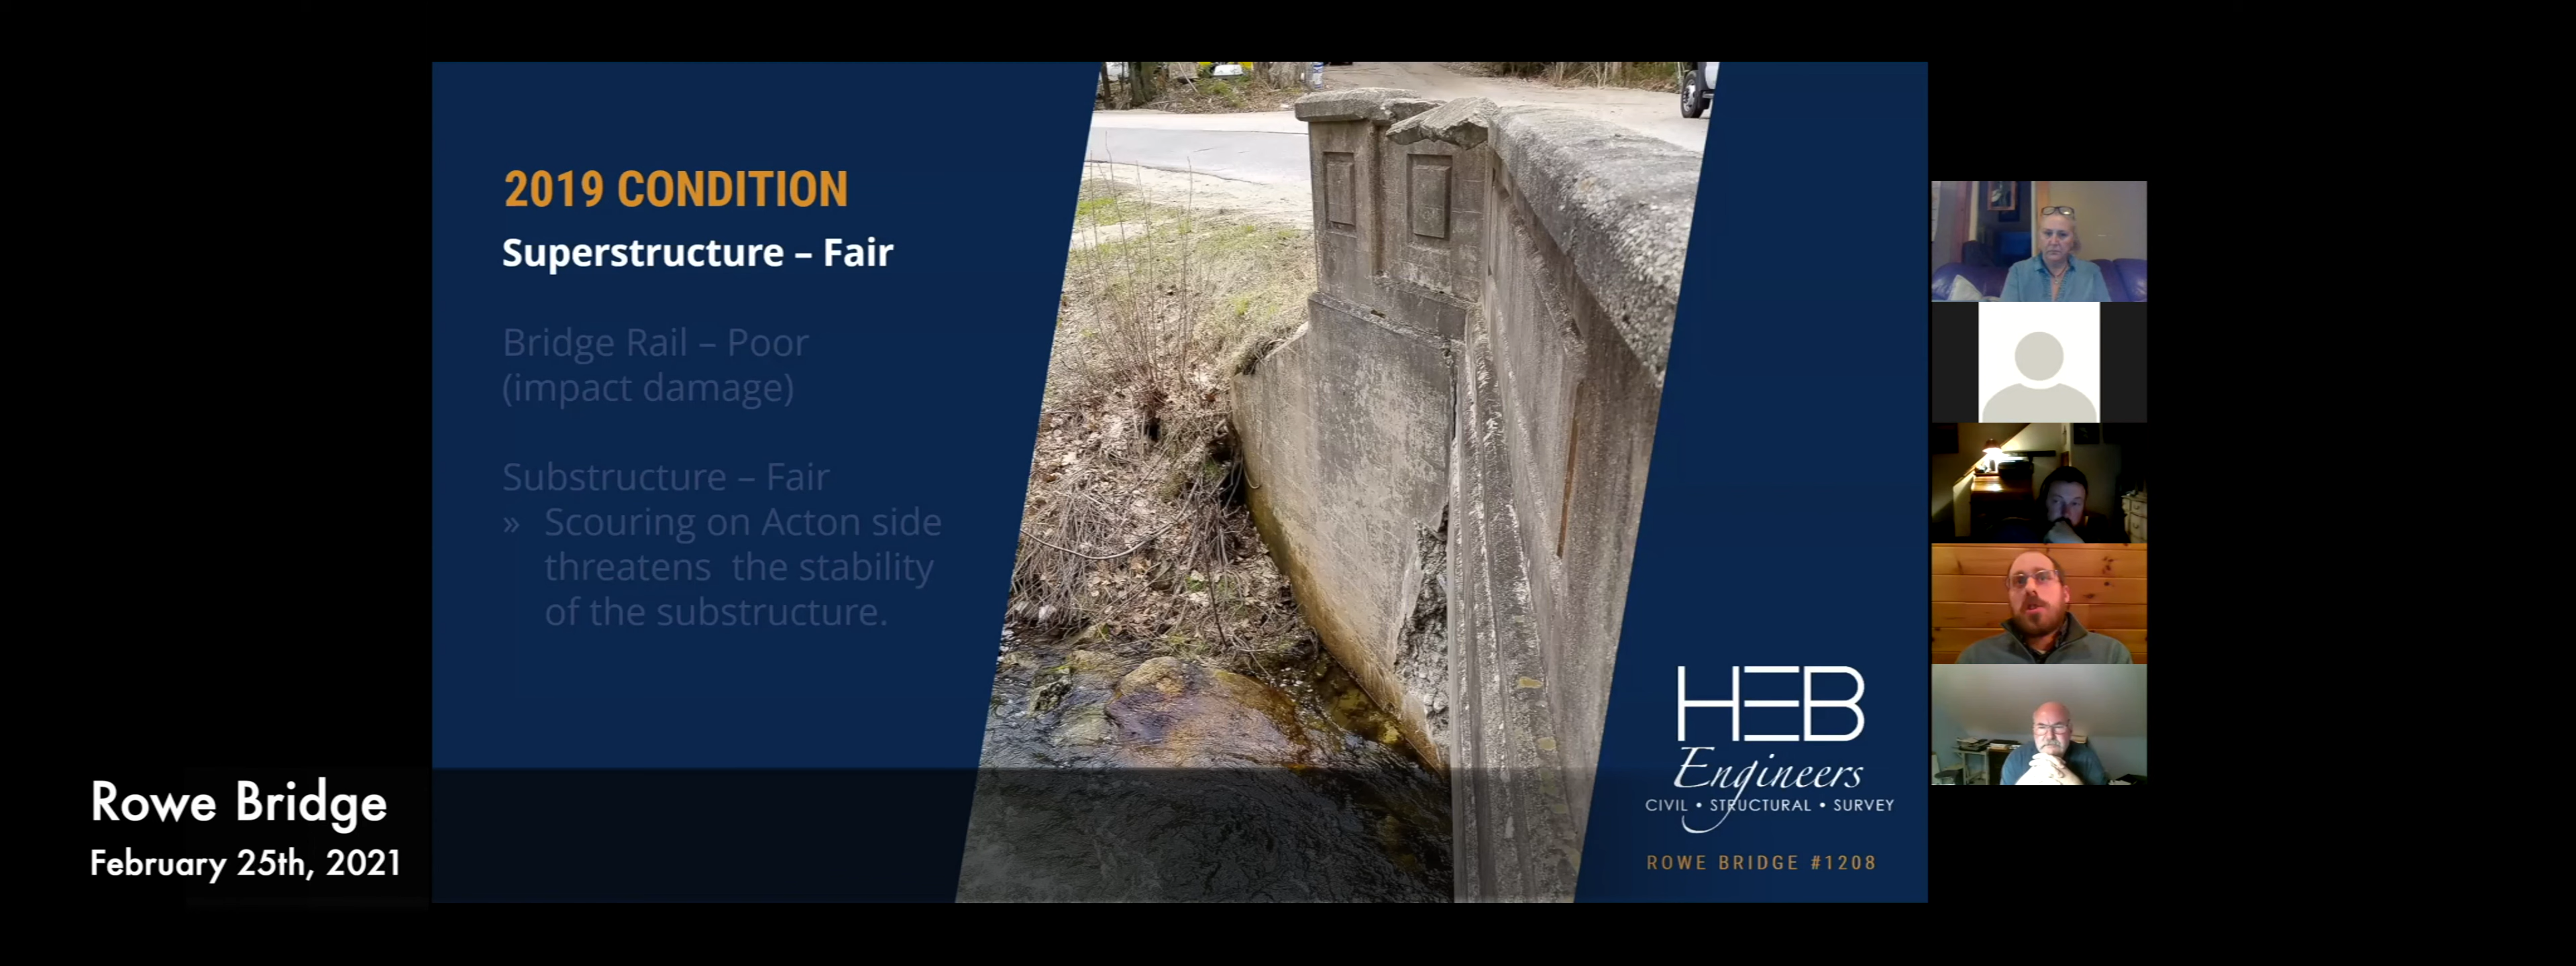 2019 CONDITION
Superstructure – Fair
Bridge Rail – Poor
(impact damage)
Substructure – Fair
» Scouring on Acton side
threatens the stability
of the substructure.
HEB
Engineers
CIVIL • STRUCTURAL • SURVEY
ROWE BRIDGE #1208
Rowe Bridge
February 25th, 2021